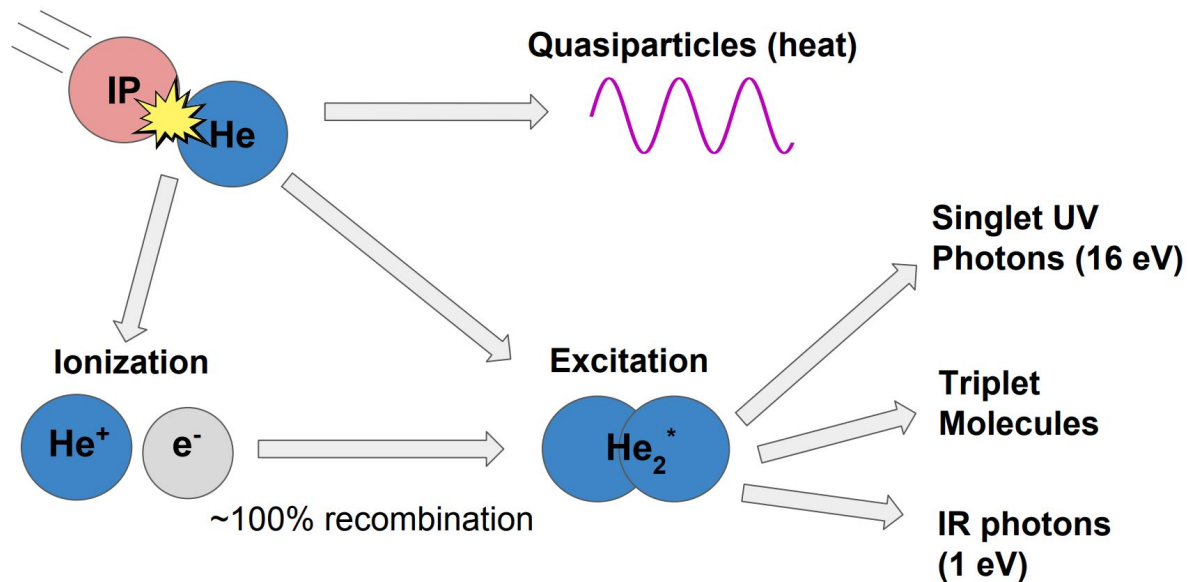 Quasiparticles (heat)
IP
He
Singlet UV
Photons (16 eV)
Ionization
Excitation
Triplet
Molecules
He⁺
e⁻
He₂*
~100% recombination
IR photons
(1 eV)